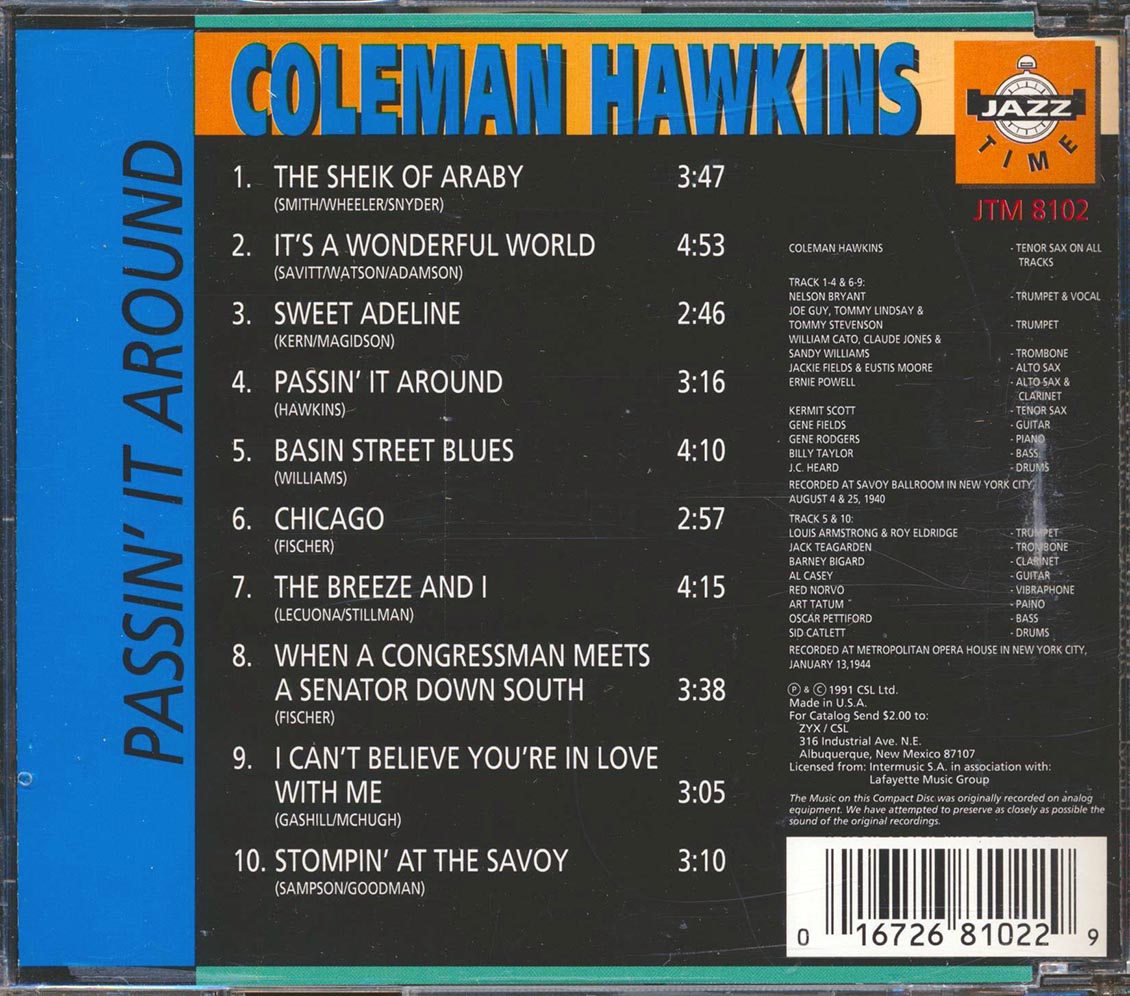 PASSIN' IT AROUND
COLEMAN HAWKINS
JAZZ
TIME
JTM 8102
1. THE SHEIK OF ARABY 3:47
(SMITH/WHEELER/SNYDER)
2. IT'S A WONDERFUL WORLD 4:53
(SAVITT/WATSON/ADAMSON)
3. SWEET ADELINE 2:46
(KERN/MAGIDSON)
4. PASSIN' IT AROUND 3:16
(HAWKINS)
5. BASIN STREET BLUES 4:10
(WILLIAMS)
6. CHICAGO 2:57
(FISCHER)
7. THE BREEZE AND I 4:15
(LECUONA/STILLMAN)
8. WHEN A CONGRESSMAN MEETS
A SENATOR DOWN SOUTH 3:38
(FISCHER)
9. I CAN'T BELIEVE YOU'RE IN LOVE
WITH ME 3:05
(GASHILL/MCHUGH)
10. STOMPIN' AT THE SAVOY 3:10
(SAMPSON/GOODMAN)
COLEMAN HAWKINS - TENOR SAX ON ALL
TRACKS
TRACK 1-4 & 6-9:
NELSON BRYANT - TRUMPET & VOCAL
JOE GUY, TOMMY LINDSAY &
TOMMY STEVENSON - TRUMPET
WILLIAM CATO, CLAUDE JONES &
SANDY WILLIAMS - TROMBONE
JACKIE FIELDS & EUSTIS MOORE - ALTO SAX
ERNIE POWELL - ALTO SAX &
CLARINET
KERMIT SCOTT - TENOR SAX
GENE FIELDS - GUITAR
GENE RODGERS - PIANO
BILLY TAYLOR - BASS
J.C. HEARD - DRUMS
RECORDED AT SAVOY BALLROOM IN NEW YORK CITY,
AUGUST 4 & 25, 1940
TRACK 5 & 10:
LOUIS ARMSTRONG & ROY ELDRIDGE - TRUMPET
JACK TEAGARDEN - TROMBONE
BARNEY BIGARD - CLARINET
AL CASEY - GUITAR
RED NORVO - VIBRAPHONE
ART TATUM - PAINO
OSCAR PETTIFORD - BASS
SID CATLETT - DRUMS
RECORDED AT METROPOLITAN OPERA HOUSE IN NEW YORK CITY,
JANUARY 13,1944
Ⓟ & © 1991 CSL Ltd.
Made in U.S.A.
For Catalog Send $2.00 to:
ZYX / CSL
316 Industrial Ave. N.E.
Albuquerque, New Mexico 87107
Licensed from: Intermusic S.A. in association with:
Lafayette Music Group
The Music on this Compact Disc was originally recorded on analog
equipment. We have attempted to preserve as closely as possible the
sound of the original recordings.
0 16726 81022 9